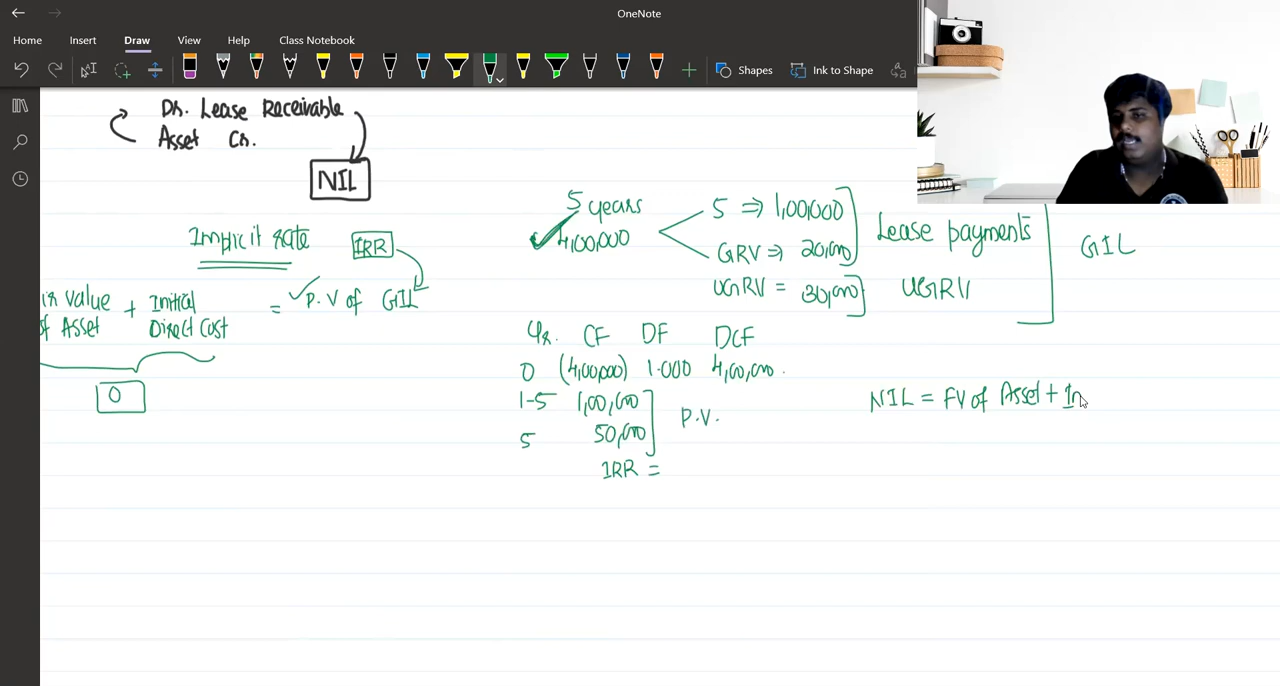 OneNote
Home Insert Draw View Help Class Notebook
Shapes Ink to Shape
Dr. Lease Receivable
Asset Cr.
NIL
Implicit rate IRR
Value of Asset + Initial Direct Cost = P.V of GIL
0
5 years
4,00,000
5 ⇒ 1,00,000
GRV ⇒ 20,000
Lease payments
UGRV = 30,000 UGRV
GIL
Yr. CF DF DCF
0 (4,00,000) 1.000 4,00,000.
1-5 1,00,000
5 50,000
P.V.
IRR =
NIL = FV of Asset + In